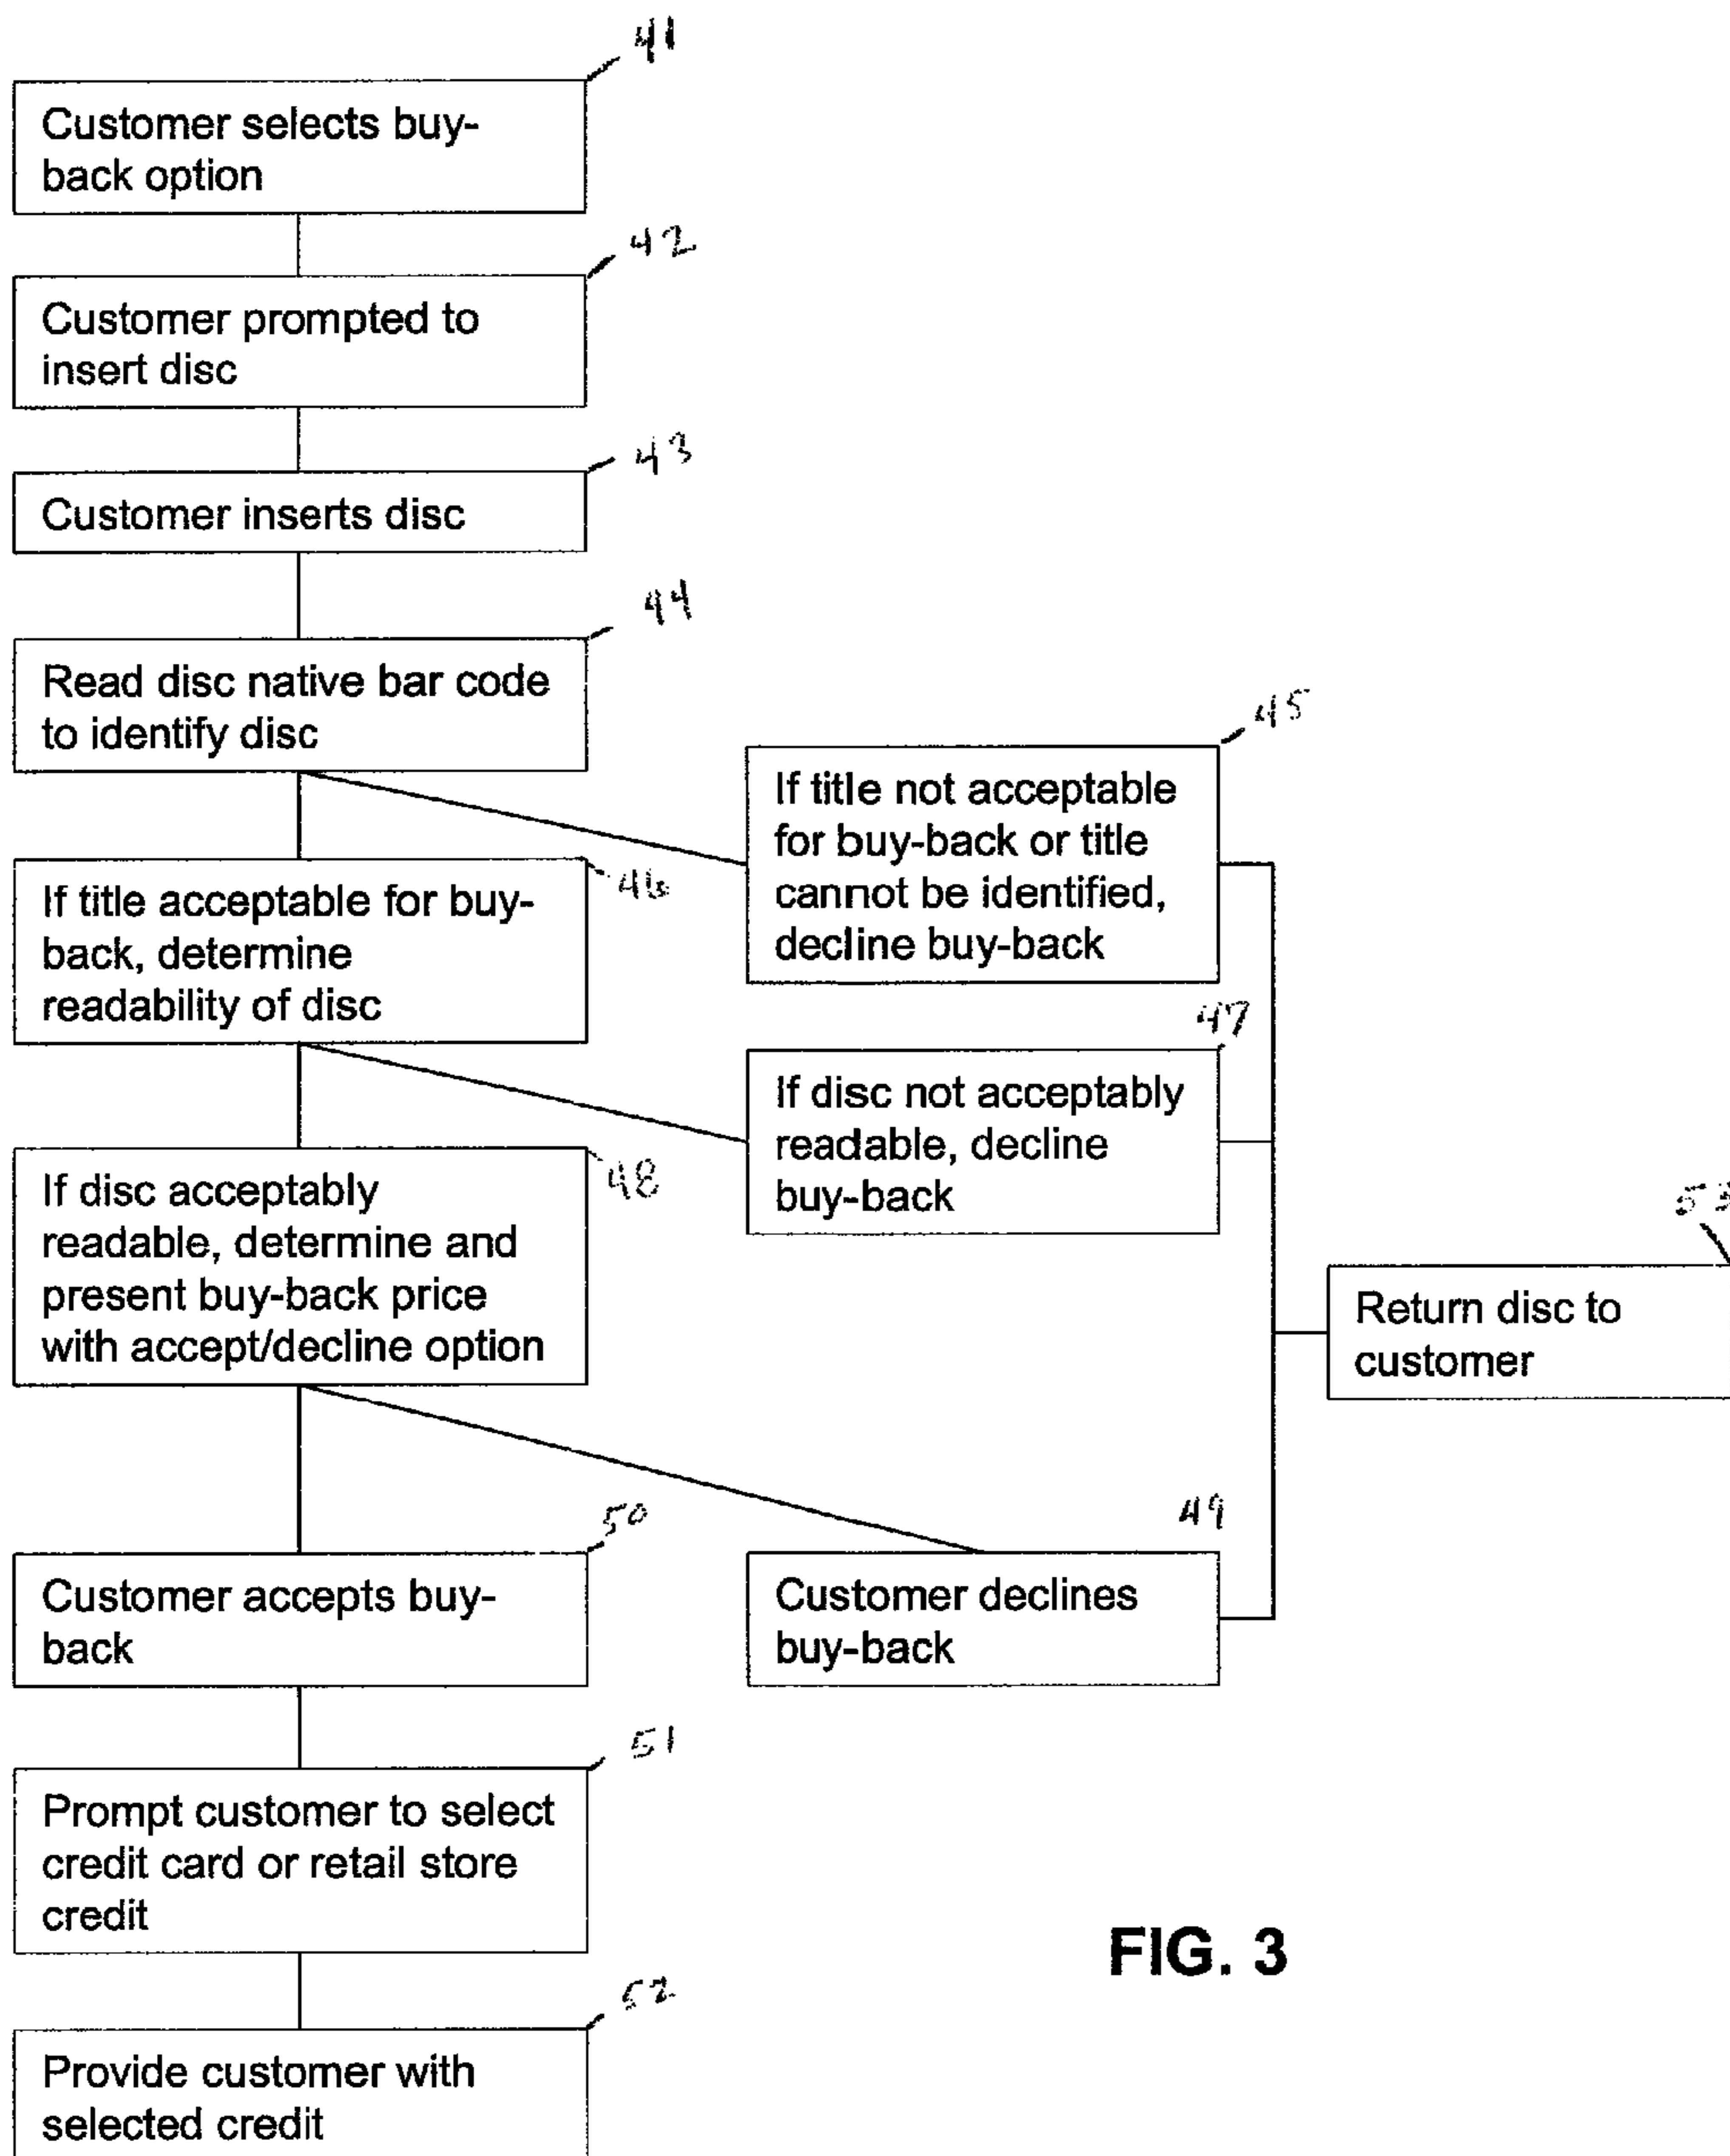 41
Customer selects buy-
back option
42
Customer prompted to
insert disc
43
Customer inserts disc
44
Read disc native bar code
to identify disc
45
If title not acceptable
for buy-back or title
cannot be identified,
decline buy-back
46
If title acceptable for buy-
back, determine
readability of disc
47
If disc not acceptably
readable, decline
buy-back
48
If disc acceptably
readable, determine and
present buy-back price
with accept/decline option
53
Return disc to
customer
49
Customer declines
buy-back
50
Customer accepts buy-
back
51
Prompt customer to select
credit card or retail store
credit
52
Provide customer with
selected credit
FIG. 3